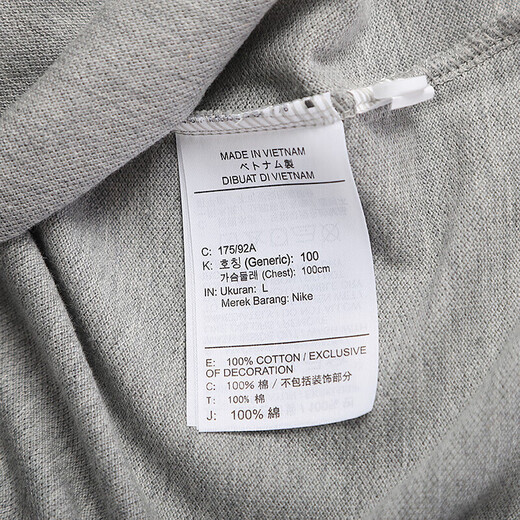 MADE IN VIETNAM
ベトナム製
DIBUAT DI VIETNAM
C: 175/92A
K: 호칭 (Generic): 100
가슴둘레 (Chest): 100cm
IN: Ukuran: L
Merek Barang: Nike
E: 100% COTTON / EXCLUSIVE
OF DECORATION
C: 100% 棉 / 不包括装饰部分
T: 100% 棉
J: 100% 綿